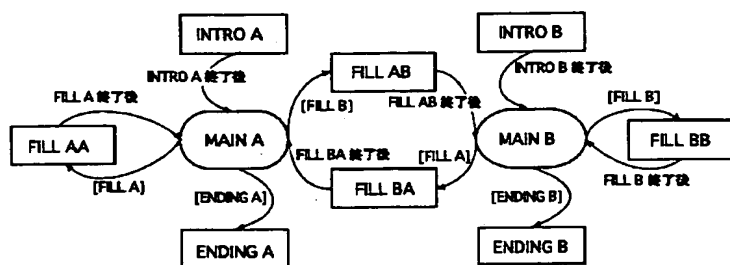 INTRO A
INTRO B
INTRO A 終了後
INTRO B 終了後
FILL AB
FILL A 終了後
[FILL B]
FILL AB 終了後
[FILL B]
FILL AA
MAIN A
MAIN B
FILL BB
FILL BA 終了後
[FILL A]
[FILL A]
FILL B 終了後
FILL BA
[ENDING A]
[ENDING B]
ENDING A
ENDING B